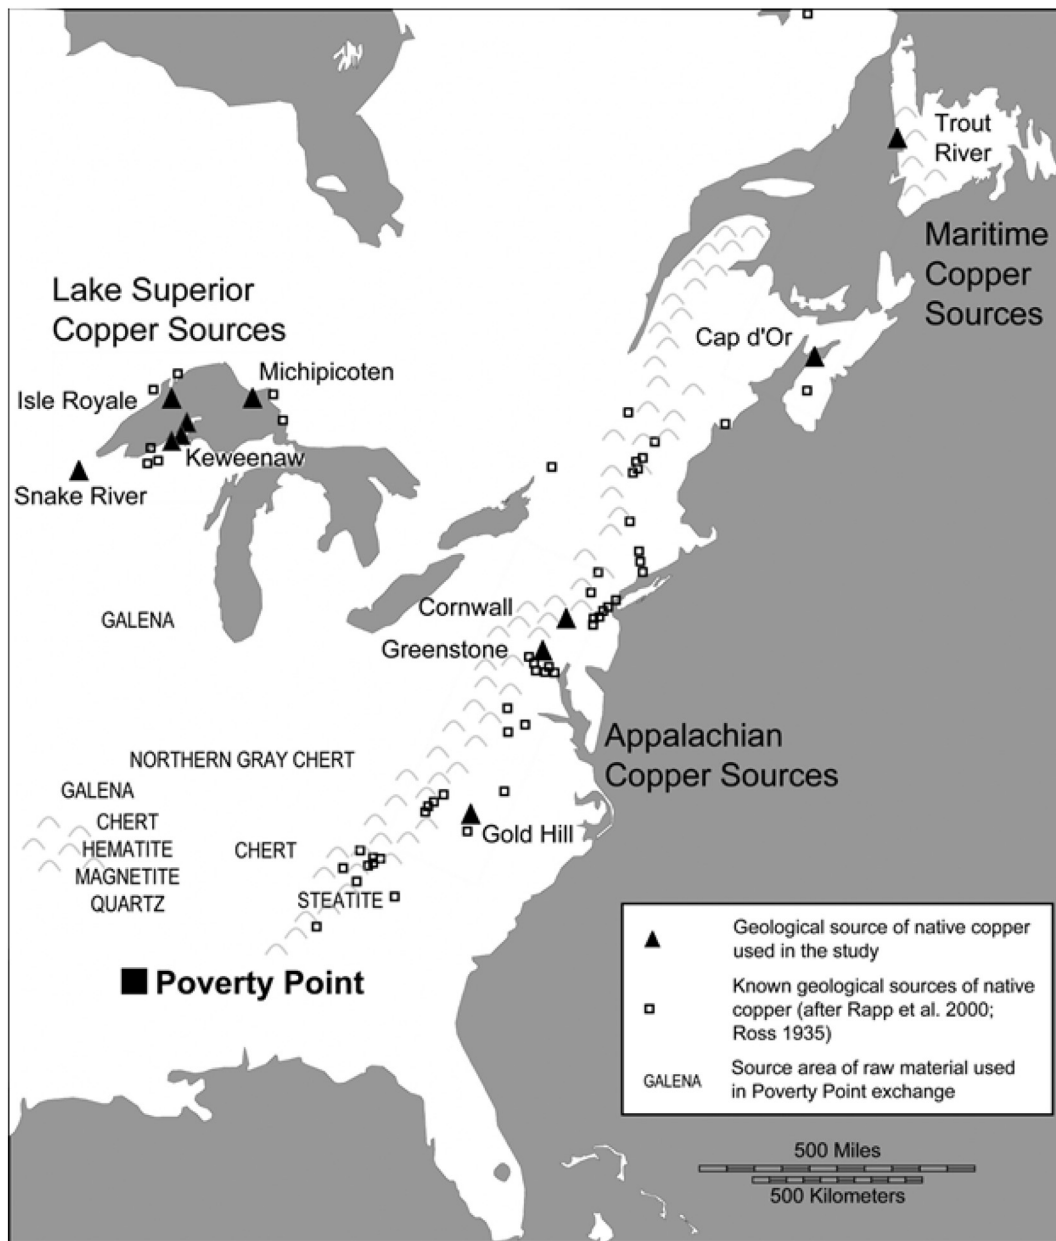 Trout
River
Maritime
Copper
Sources
Lake Superior
Copper Sources
Cap d'Or
Michipicoten
Isle Royale
Keweenaw
Snake River
Cornwall
GALENA
Greenstone
Appalachian
Copper Sources
NORTHERN GRAY CHERT
GALENA
CHERT
HEMATITE
CHERT
MAGNETITE
QUARTZ
Gold Hill
STEATITE
Poverty Point
Geological source of native copper
used in the study
Known geological sources of native
copper (after Rapp et al. 2000;
Ross 1935)
GALENA
Source area of raw material used
in Poverty Point exchange
500 Miles
500 Kilometers